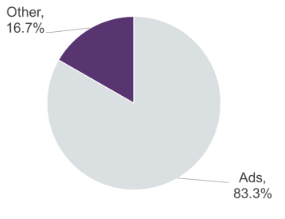 Other,
16.7%
Ads,
83.3%